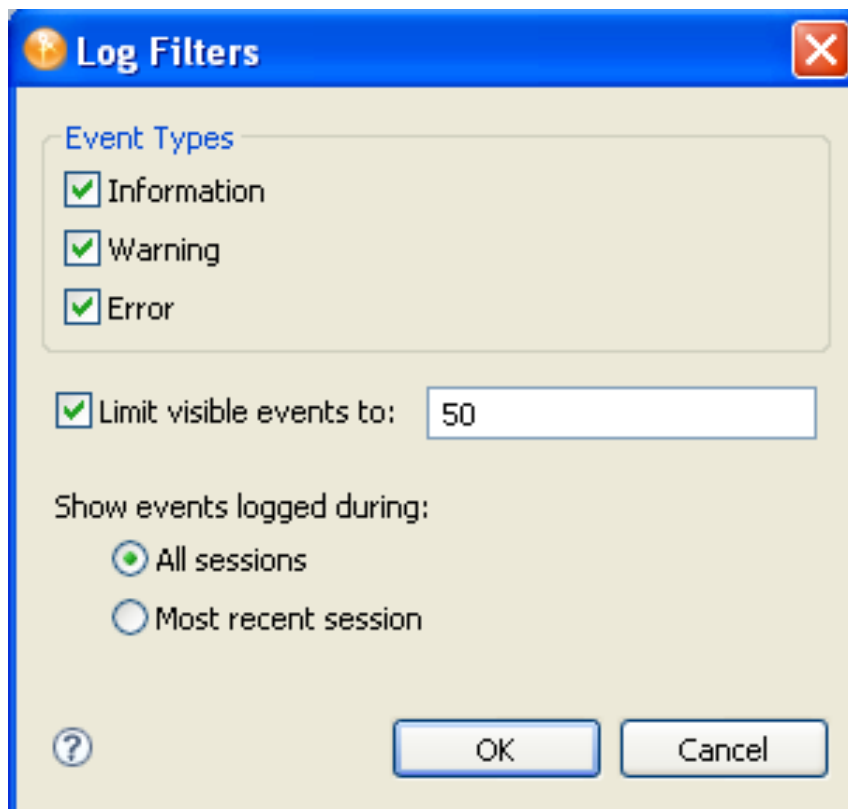 Log Filters
Event Types
Information
Warning
Error
Limit visible events to: 50
Show events logged during:
All sessions
Most recent session
? OK Cancel